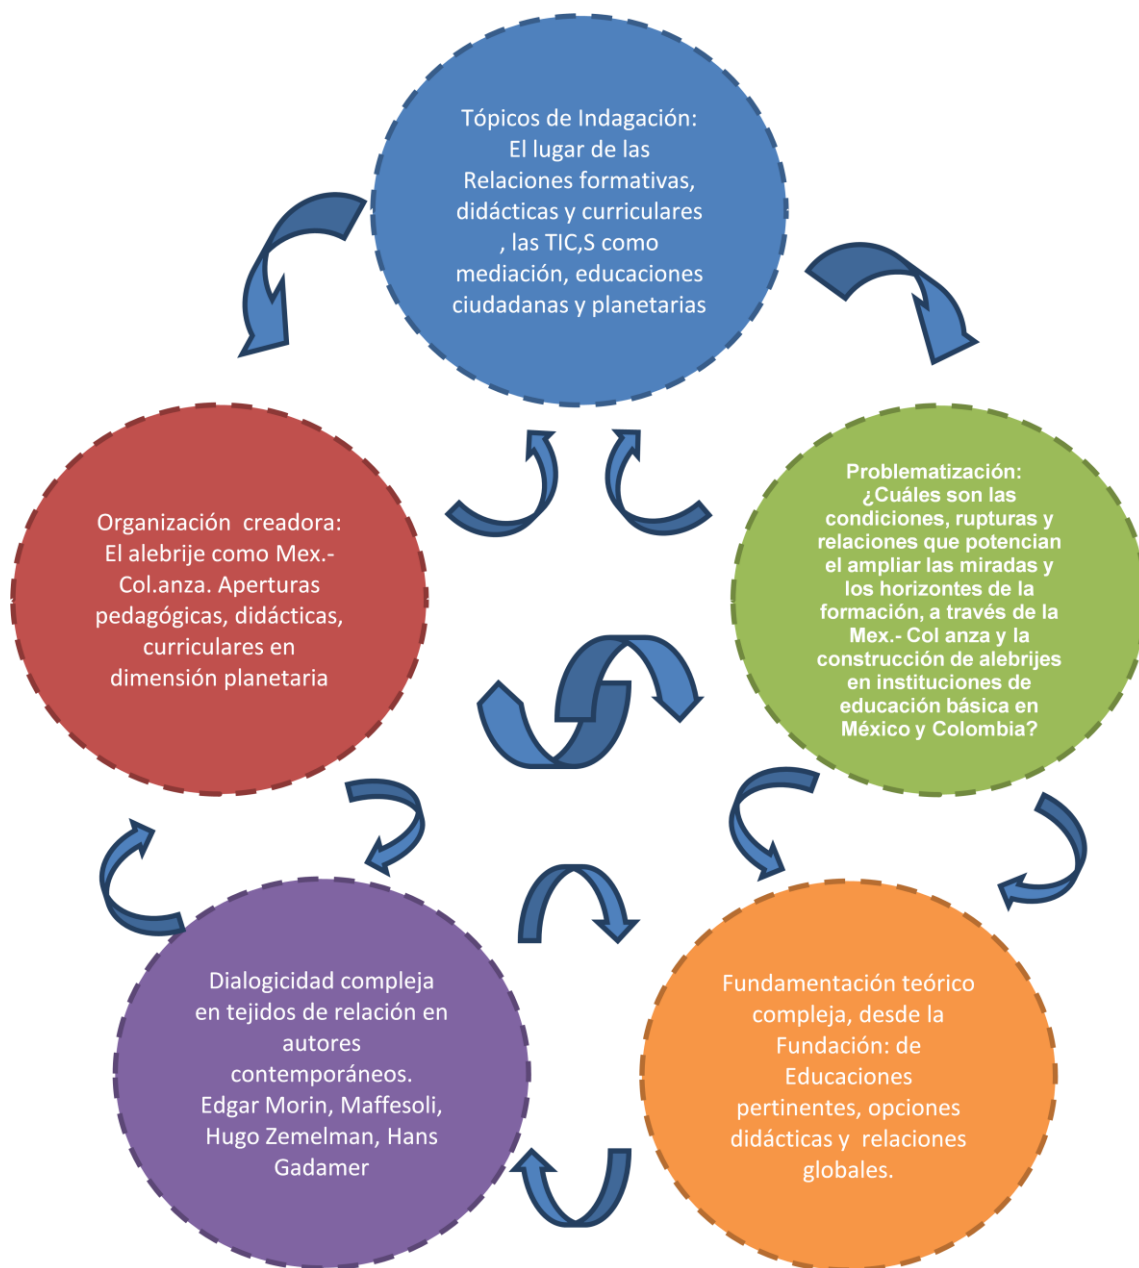 Tópicos de Indagación:
El lugar de las
Relaciones formativas,
didácticas y curriculares
, las TIC,S como
mediación, educaciones
ciudadanas y planetarias
Organización  creadora:
El alebrije como Mex.-
Col.anza. Aperturas
pedagógicas, didácticas,
curriculares en
dimensión planetaria
Problematización:
¿Cuáles son las
condiciones, rupturas y
relaciones que potencian
el ampliar las miradas y
los horizontes de la
formación, a través de la
Mex.- Col anza y la
construcción de alebrijes
en instituciones de
educación básica en
México y Colombia?
Dialogicidad compleja
en tejidos de relación en
autores
contemporáneos.
Edgar Morin, Maffesoli,
Hugo Zemelman, Hans
Gadamer
Fundamentación teórico
compleja, desde la
Fundación: de
Educaciones
pertinentes, opciones
didácticas y  relaciones
globales.